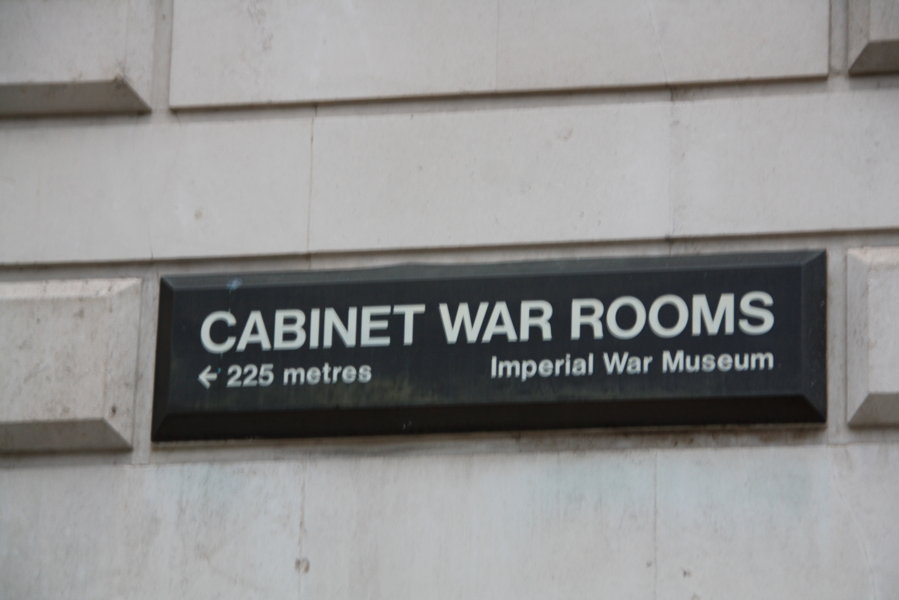 CABINET WAR ROOMS
← 225 metres Imperial War Museum